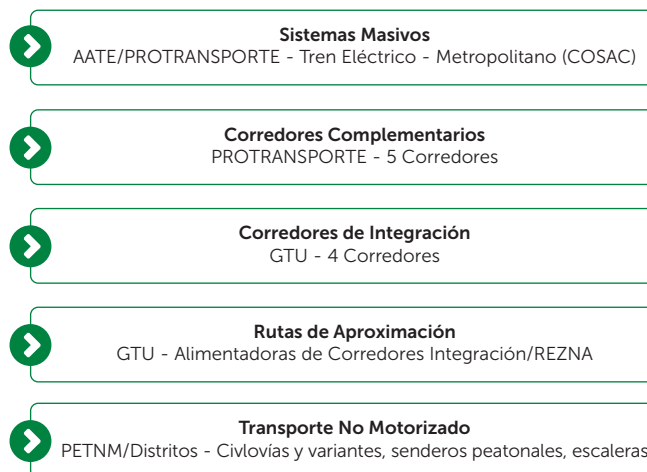 Sistemas Masivos
AATE/PROTRANSPORTE - Tren Eléctrico - Metropolitano (COSAC)
Corredores Complementarios
PROTRANSPORTE - 5 Corredores
Corredores de Integración
GTU - 4 Corredores
Rutas de Aproximación
GTU - Alimentadoras de Corredores Integración/REZNA
Transporte No Motorizado
PETNM/Distritos - Civlovías y variantes, senderos peatonales, escaleras